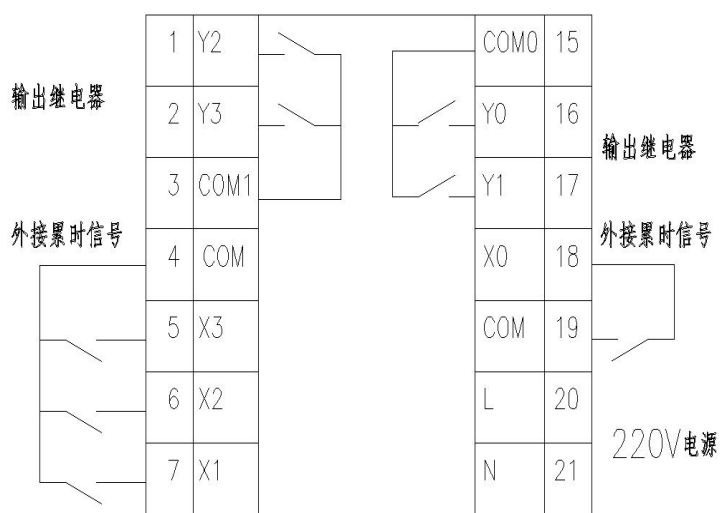 1 Y2
2 Y3
3 COM1
4 COM
5 X3
6 X2
7 X1
输出继电器
外接累时信号
COM0 15
Y0 16
Y1 17
X0 18
COM 19
L 20
N 21
输出继电器
外接累时信号
220V电源